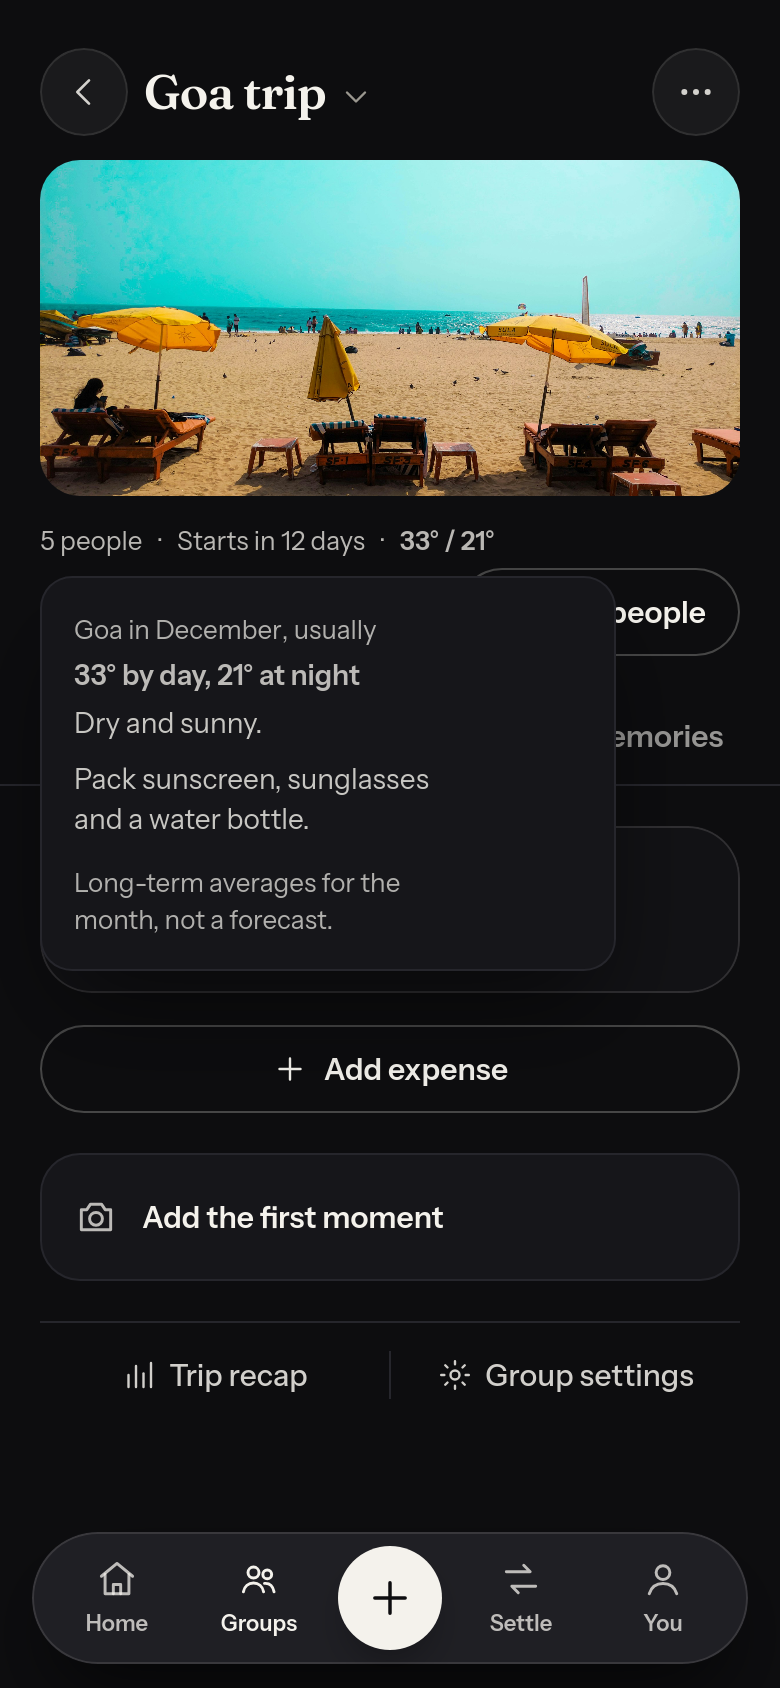 Goa trip
SULA
5 people · Starts in 12 days · 33° / 21°
people
Goa in December, usually
33° by day, 21° at night
Dry and sunny.
emories
Pack sunscreen, sunglasses
and a water bottle.
Long-term averages for the
month, not a forecast.
Add expense
Add the first moment
Trip recap
Group settings
Home
Groups
Settle
You